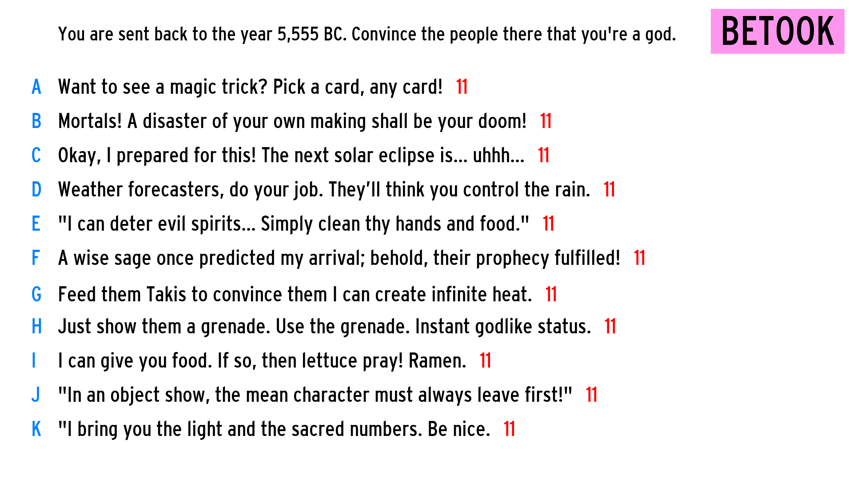 You are sent back to the year 5,555 BC. Convince the people there that you're a god.
BETOOK
A Want to see a magic trick? Pick a card, any card! 11
B Mortals! A disaster of your own making shall be your doom! 11
C Okay, I prepared for this! The next solar eclipse is... uhhh... 11
D Weather forecasters, do your job. They'll think you control the rain. 11
E "I can deter evil spirits... Simply clean thy hands and food." 11
F A wise sage once predicted my arrival; behold, their prophecy fulfilled! 11
G Feed them Takis to convince them I can create infinite heat. 11
H Just show them a grenade. Use the grenade. Instant godlike status. 11
I I can give you food. If so, then lettuce pray! Ramen. 11
J "In an object show, the mean character must always leave first!" 11
K "I bring you the light and the sacred numbers. Be nice. 11